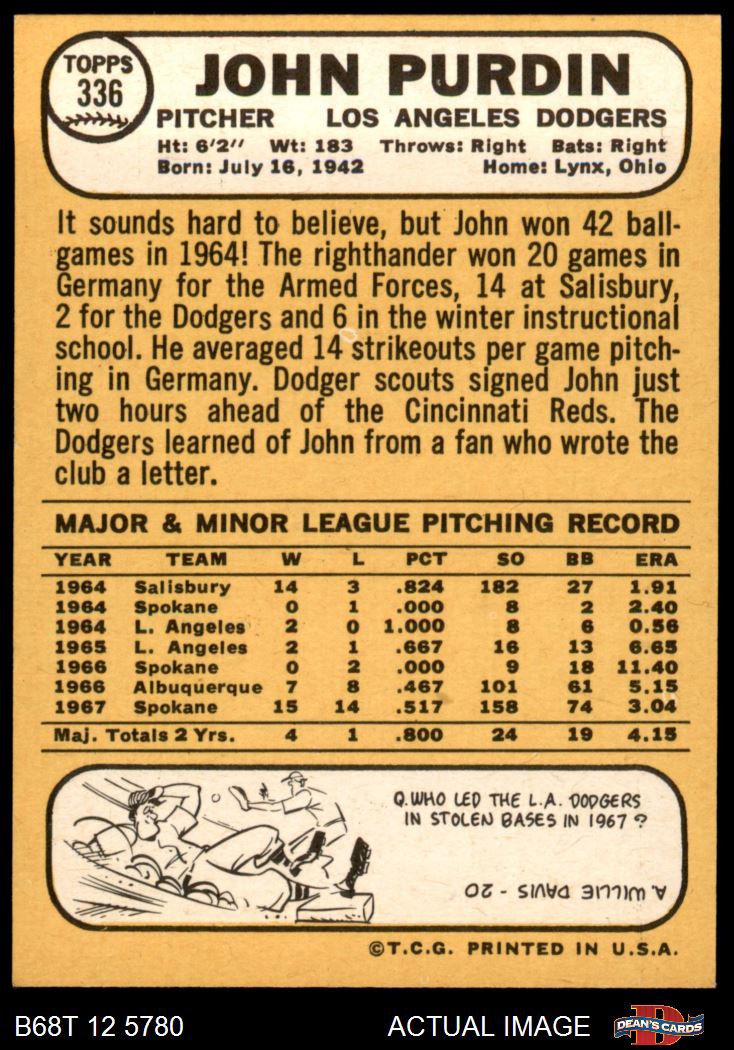 TOPPS
336
JOHN PURDIN
PITCHER LOS ANGELES DODGERS
Ht: 6'2" Wt: 183 Throws: Right Bats: Right
Born: July 16, 1942 Home: Lynx, Ohio
It sounds hard to believe, but John won 42 ball-
games in 1964! The righthander won 20 games in
Germany for the Armed Forces, 14 at Salisbury,
2 for the Dodgers and 6 in the winter instructional
school. He averaged 14 strikeouts per game pitch-
ing in Germany. Dodger scouts signed John just
two hours ahead of the Cincinnati Reds. The
Dodgers learned of John from a fan who wrote the
club a letter.
MAJOR & MINOR LEAGUE PITCHING RECORD
YEAR TEAM W L PCT SO BB ERA
1964 Salisbury 14 3 .824 182 27 1.91
1964 Spokane 0 1 .000 8 2 2.40
1964 L. Angeles 2 0 1.000 8 6 0.56
1965 L. Angeles 2 1 .667 16 13 6.65
1966 Spokane 0 2 .000 9 18 11.40
1966 Albuquerque 7 8 .467 101 61 5.15
1967 Spokane 15 14 .517 158 74 3.04
Maj. Totals 2 Yrs. 4 1 .800 24 19 4.15
Q. WHO LED THE L.A. DODGERS
IN STOLEN BASES IN 1967?
A. WILLIE DAVIS - 20
©T.C.G. PRINTED IN U.S.A.
B68T 12 5780 ACTUAL IMAGE
D
DEAN'S CARDS